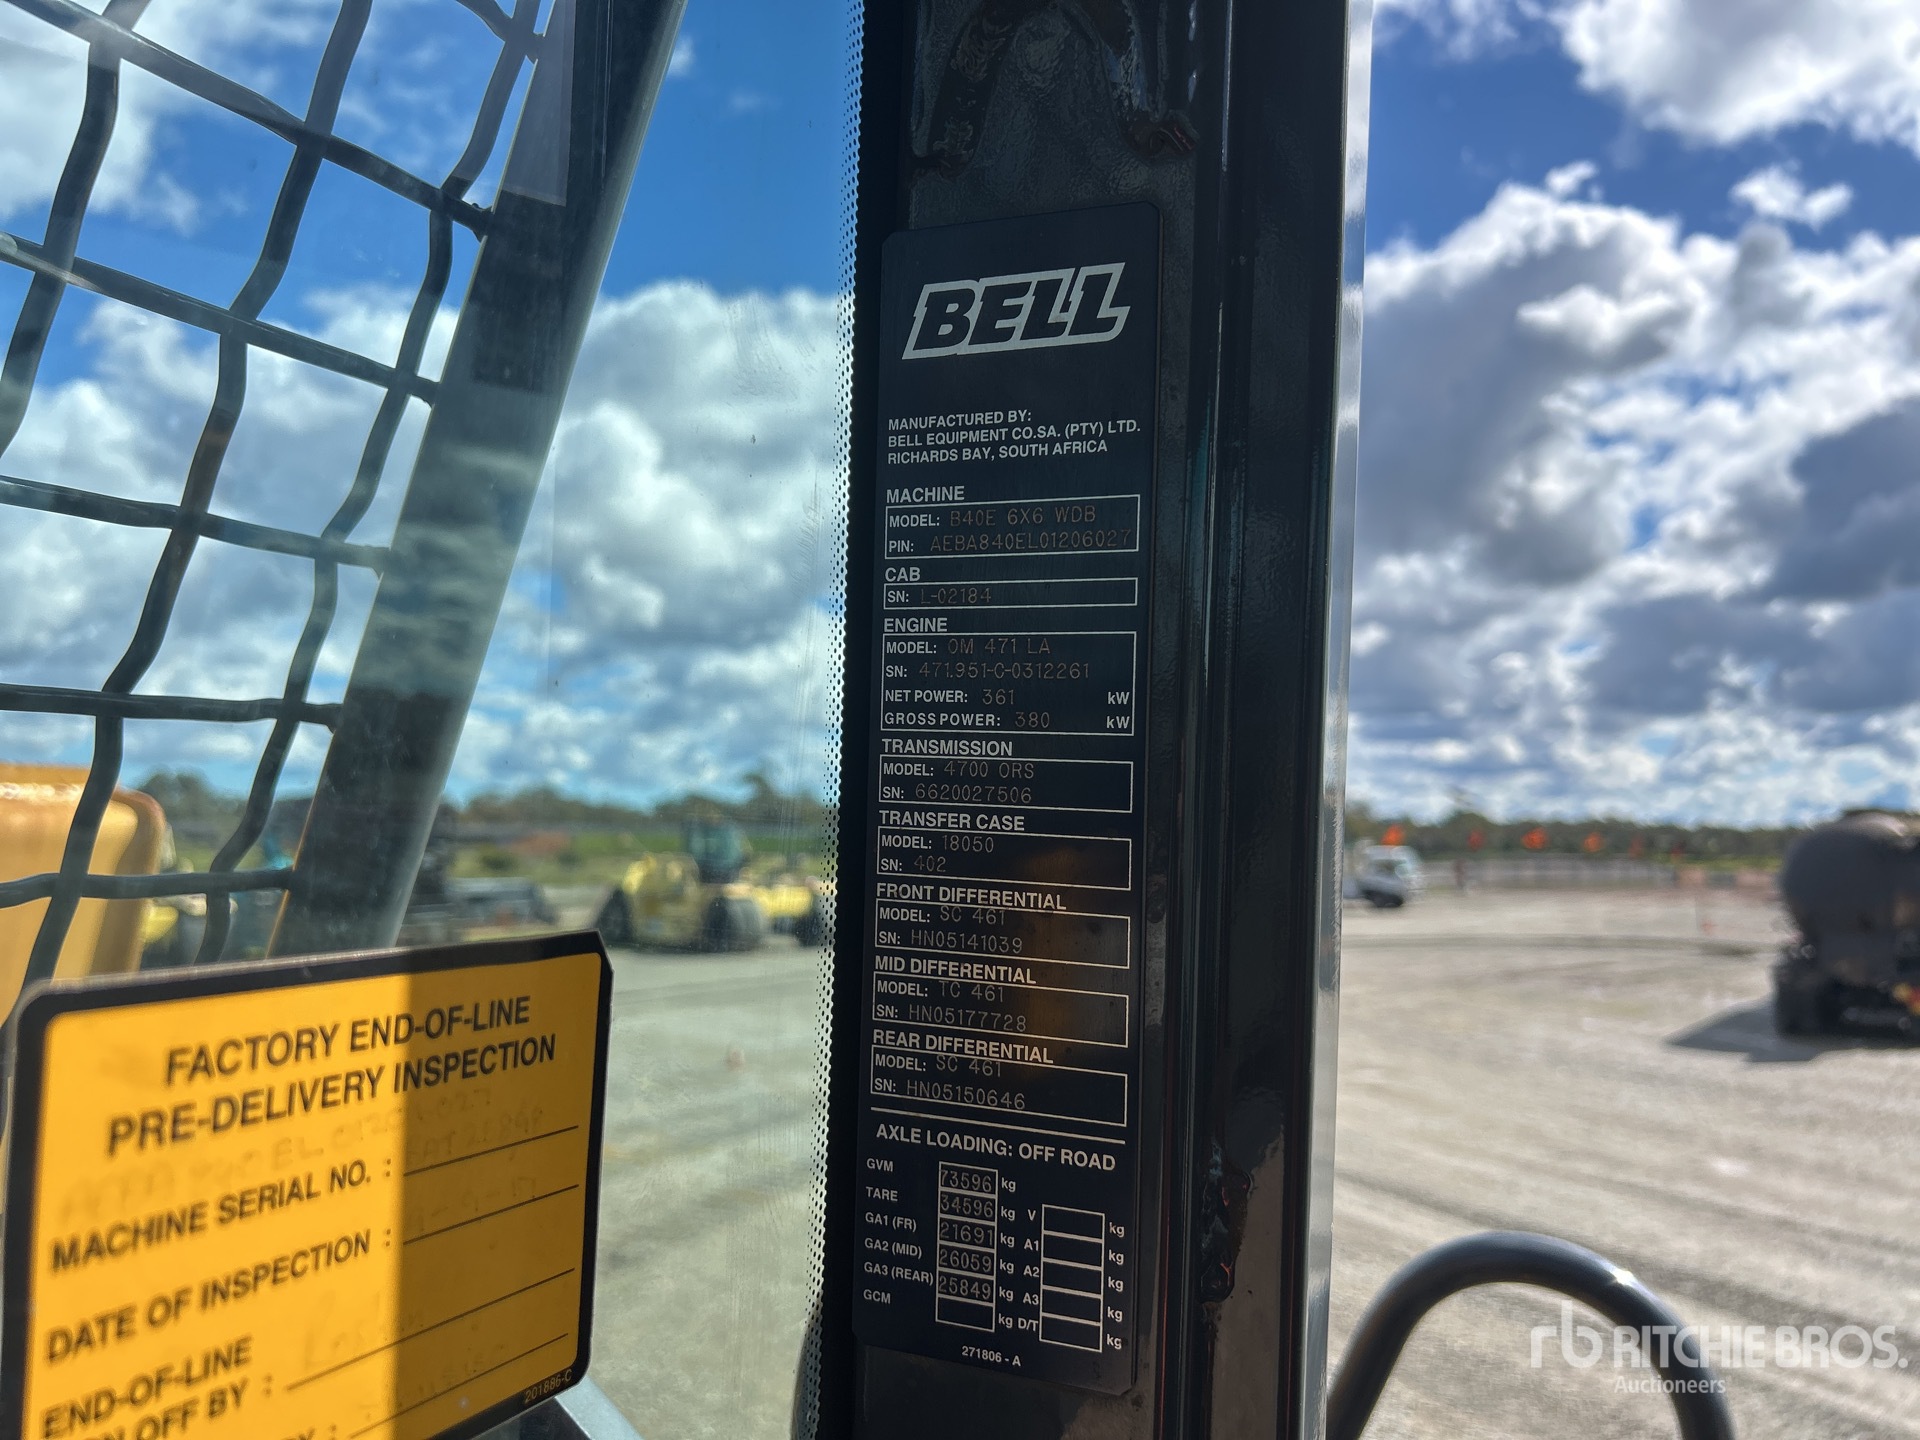 BELL
MANUFACTURED BY:
BELL EQUIPMENT CO.SA. (PTY) LTD.
RICHARDS BAY, SOUTH AFRICA
MACHINE
MODEL: B40E 6X6 WDB
PIN: AEBA840EL01206027
CAB
SN: L-02184
ENGINE
MODEL: OM 471 LA
SN: 471.951-C-0312261
NET POWER: 361 kW
GROSS POWER: 380 kW
TRANSMISSION
MODEL: 4700 ORS
SN: 6620027506
TRANSFER CASE
MODEL: 18050
SN: 402
FRONT DIFFERENTIAL
MODEL: SC 461
SN: HN05141039
MID DIFFERENTIAL
MODEL: TC 461
SN: HN05177728
REAR DIFFERENTIAL
MODEL: SC 461
SN: HN05150646
AXLE LOADING: OFF ROAD
GVM 73596 kg
TARE 34596 kg V kg
GA1 (FR) 21691 kg A1 kg
GA2 (MID) 26059 kg A2 kg
GA3 (REAR) 25849 kg A3 kg
GCM kg D/T kg
271806 - A
FACTORY END-OF-LINE
PRE-DELIVERY INSPECTION
MACHINE SERIAL NO. :
DATE OF INSPECTION :
END-OF-LINE
OFF BY :
201886-C
rb RITCHIE BROS.
Auctioneers